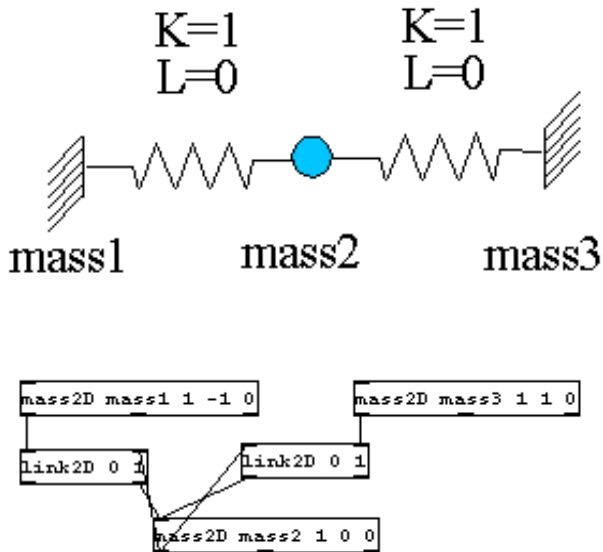 K=1
L=0
K=1
L=0
mass1
mass2
mass3
mass2D mass1 1 -1 0
mass2D mass3 1 1 0
link2D 0 1
link2D 0 1
mass2D mass2 1 0 0